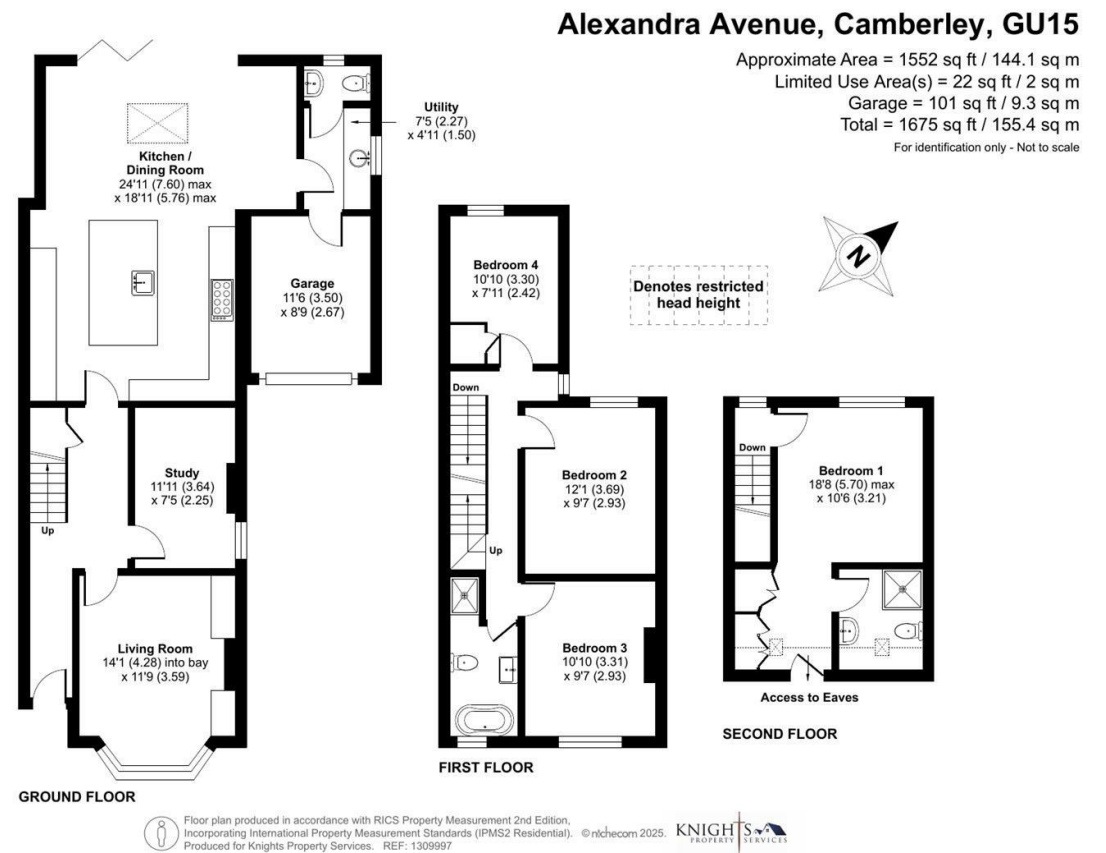 Alexandra Avenue, Camberley, GU15
Approximate Area = 1552 sq ft / 144.1 sq m
Limited Use Area(s) = 22 sq ft / 2 sq m
Garage = 101 sq ft / 9.3 sq m
Total = 1675 sq ft / 155.4 sq m
For identification only - Not to scale
Utility
7'5 (2.27)
x 4'11 (1.50)
Kitchen /
Dining Room
24'11 (7.60) max
x 18'11 (5.76) max
Garage
11'6 (3.50)
x 8'9 (2.67)
Study
11'11 (3.64)
x 7'5 (2.25)
Up
Living Room
14'1 (4.28) into bay
x 11'9 (3.59)
GROUND FLOOR
Bedroom 4
10'10 (3.30)
x 7'11 (2.42)
Down
Bedroom 2
12'1 (3.69)
x 9'7 (2.93)
Up
Bedroom 3
10'10 (3.31)
x 9'7 (2.93)
FIRST FLOOR
N
Denotes restricted
head height
Down
Bedroom 1
18'8 (5.70) max
x 10'6 (3.21)
Access to Eaves
SECOND FLOOR
Floor plan produced in accordance with RICS Property Measurement 2nd Edition,
Incorporating International Property Measurement Standards (IPMS2 Residential). © ntchecom 2025.
Produced for Knights Property Services. REF: 1309997
KNIGHTS
PROPERTY SERVICES